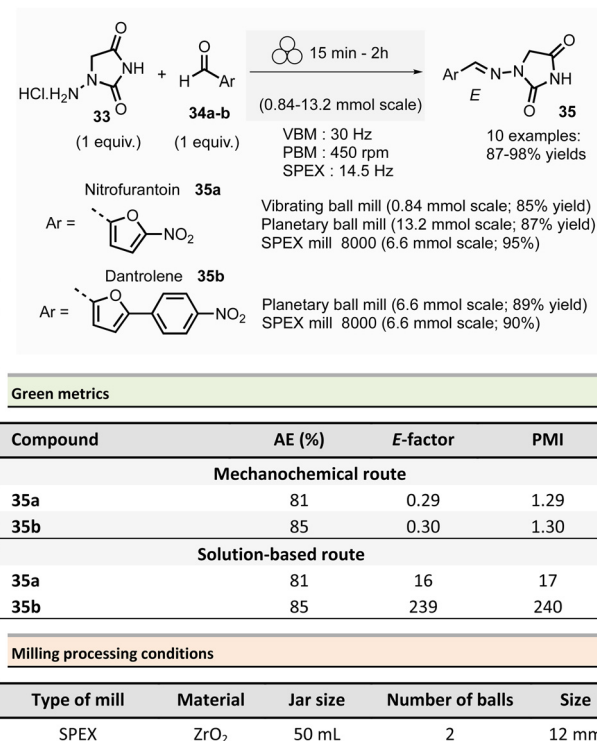 15 min - 2h
HCl.H2N N NH O O
33
(1 equiv.)
+
H Ar O
34a-b
(1 equiv.)
(0.84-13.2 mmol scale)
VBM : 30 Hz
PBM : 450 rpm
SPEX : 14.5 Hz
Ar N N NH O O
E
35
10 examples:
87-98% yields
Nitrofurantoin 35a
Ar = O NO2
Vibrating ball mill (0.84 mmol scale; 85% yield)
Planetary ball mill (13.2 mmol scale; 87% yield)
SPEX mill 8000 (6.6 mmol scale; 95%)
Dantrolene 35b
Ar = O NO2
Planetary ball mill (6.6 mmol scale; 89% yield)
SPEX mill 8000 (6.6 mmol scale; 90%)
Green metrics
Compound AE (%) E-factor PMI
Mechanochemical route
35a 81 0.29 1.29
35b 85 0.30 1.30
Solution-based route
35a 81 16 17
35b 85 239 240
Milling processing conditions
Type of mill Material Jar size Number of balls Size
SPEX ZrO2 50 mL 2 12 mm